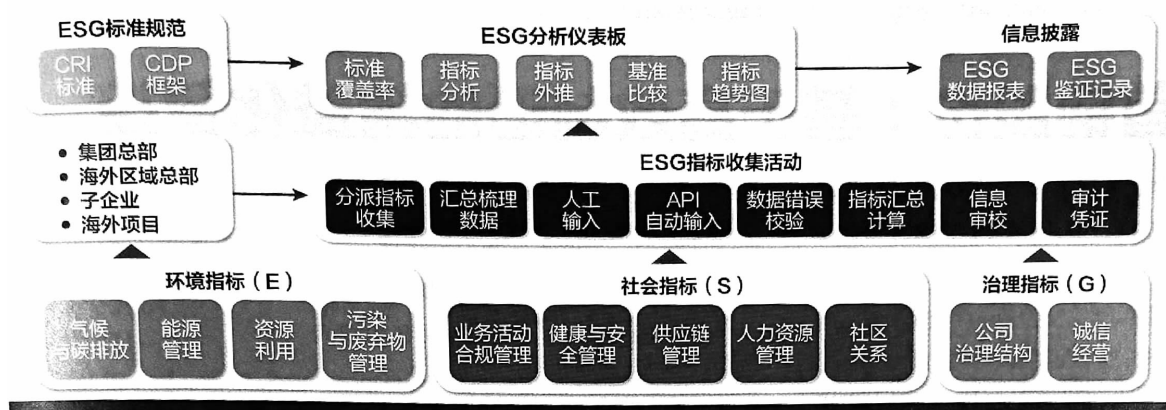 ESG标准规范
CRI
标准
CDP
框架
ESG分析仪表板
标准
覆盖率
指标
分析
指标
外推
基准
比较
指标
趋势图
信息披露
ESG
数据报表
ESG
鉴证记录
• 集团总部
• 海外区域总部
• 子企业
• 海外项目
ESG指标收集活动
分派指标
收集
汇总梳理
数据
人工
输入
API
自动输入
数据错误
校验
指标汇总
计算
信息
审校
审计
凭证
环境指标（E）
气候
与碳排放
能源
管理
资源
利用
污染
与废弃物
管理
社会指标（S）
业务活动
合规管理
健康与安
全管理
供应链
管理
人力资源
管理
社区
关系
治理指标（G）
公司
治理结构
诚信
经营